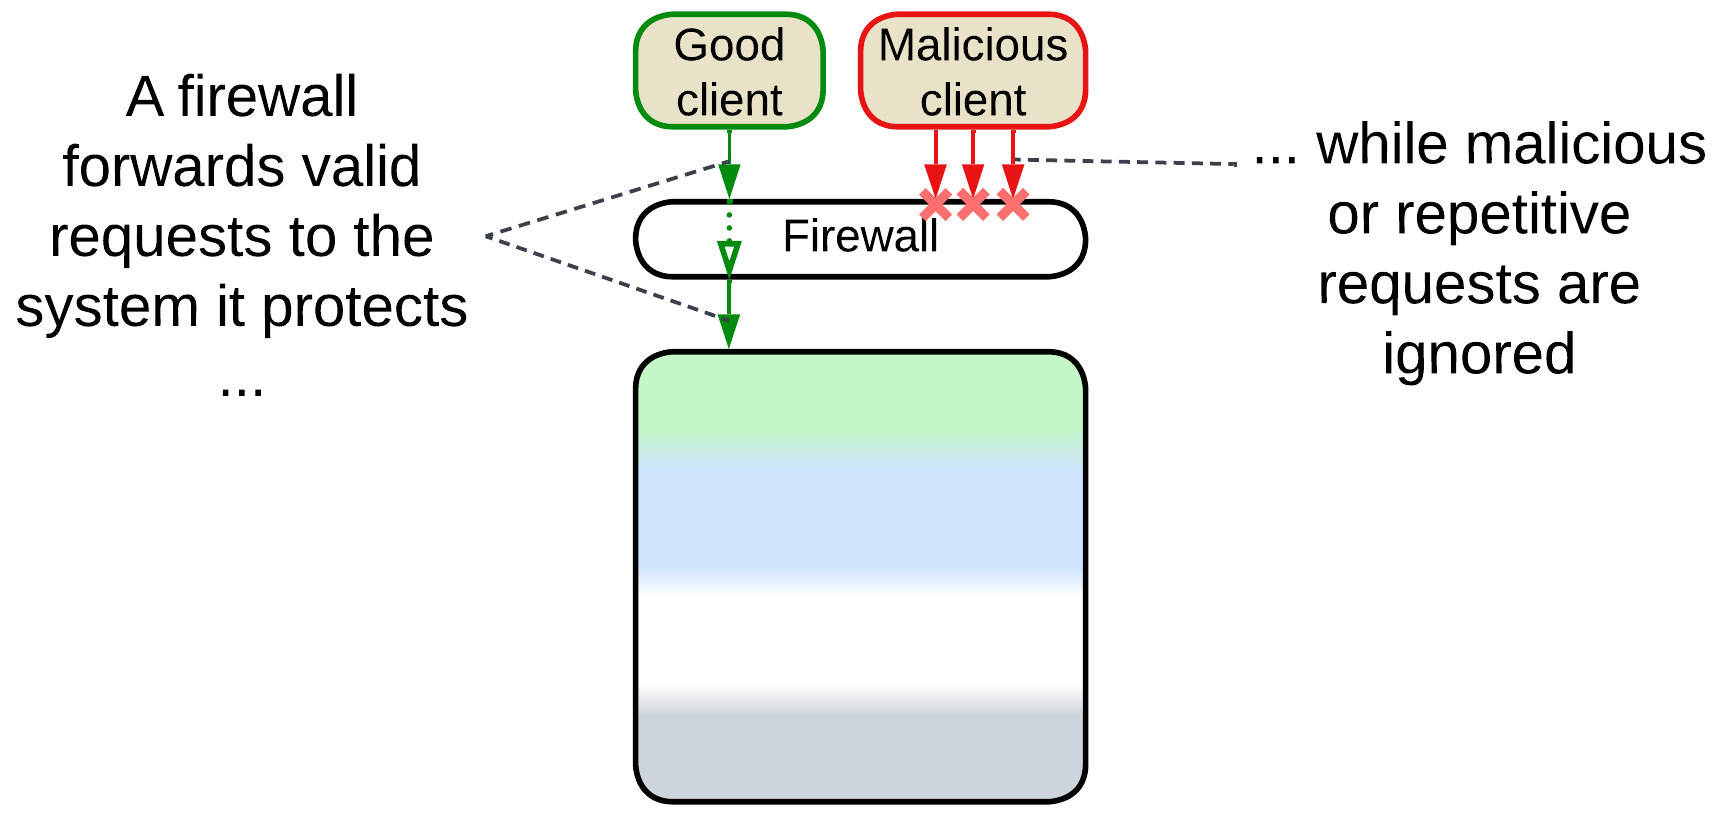 A firewall
forwards valid
requests to the
system it protects
...
Good
client
Malicious
client
Firewall
... while malicious
or repetitive
requests are
ignored